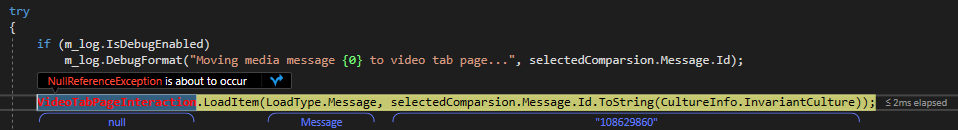 try
{
if (m_log.IsDebugEnabled)
m_log.DebugFormat("Moving media message {0} to video tab page...", selectedComparsion.Message.Id);
NullReferenceException is about to occur
VideoTabPageInteraction.LoadItem(LoadType.Message, selectedComparsion.Message.Id.ToString(CultureInfo.InvariantCulture)); ≤ 2ms elapsed
null Message "108629860"